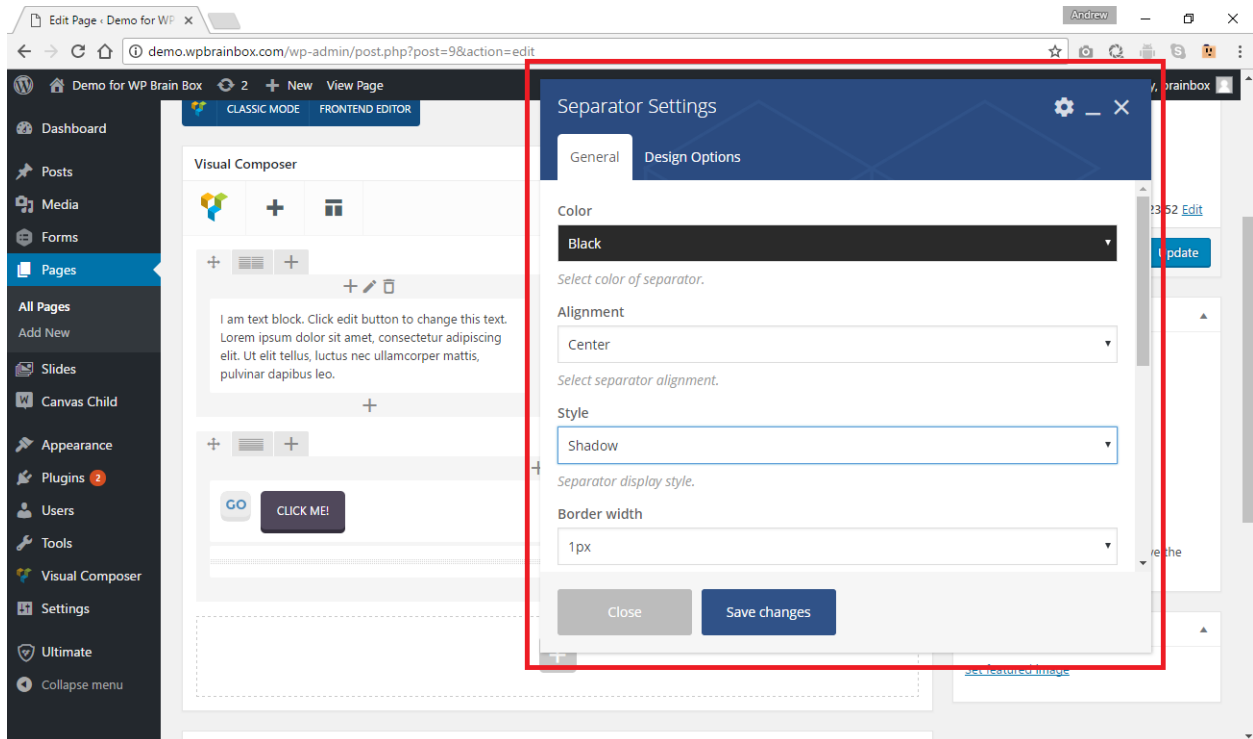 Edit Page ‹ Demo for WP
Andrew
demo.wpbrainbox.com/wp-admin/post.php?post=9&action=edit
Demo for WP Brain Box
2
New
View Page
y, brainbox
Dashboard
Posts
Media
Forms
Pages
All Pages
Add New
Slides
Canvas Child
Appearance
Plugins 2
Users
Tools
Visual Composer
Settings
Ultimate
Collapse menu
CLASSIC MODE
FRONTEND EDITOR
Visual Composer
I am text block. Click edit button to change this text.
Lorem ipsum dolor sit amet, consectetur adipiscing
elit. Ut elit tellus, luctus nec ullamcorper mattis,
pulvinar dapibus leo.
GO
CLICK ME!
Separator Settings
General
Design Options
Color
Black
Select color of separator.
Alignment
Center
Select separator alignment.
Style
Shadow
Separator display style.
Border width
1px
Close
Save changes
23:52 Edit
Update
the
Set featured image